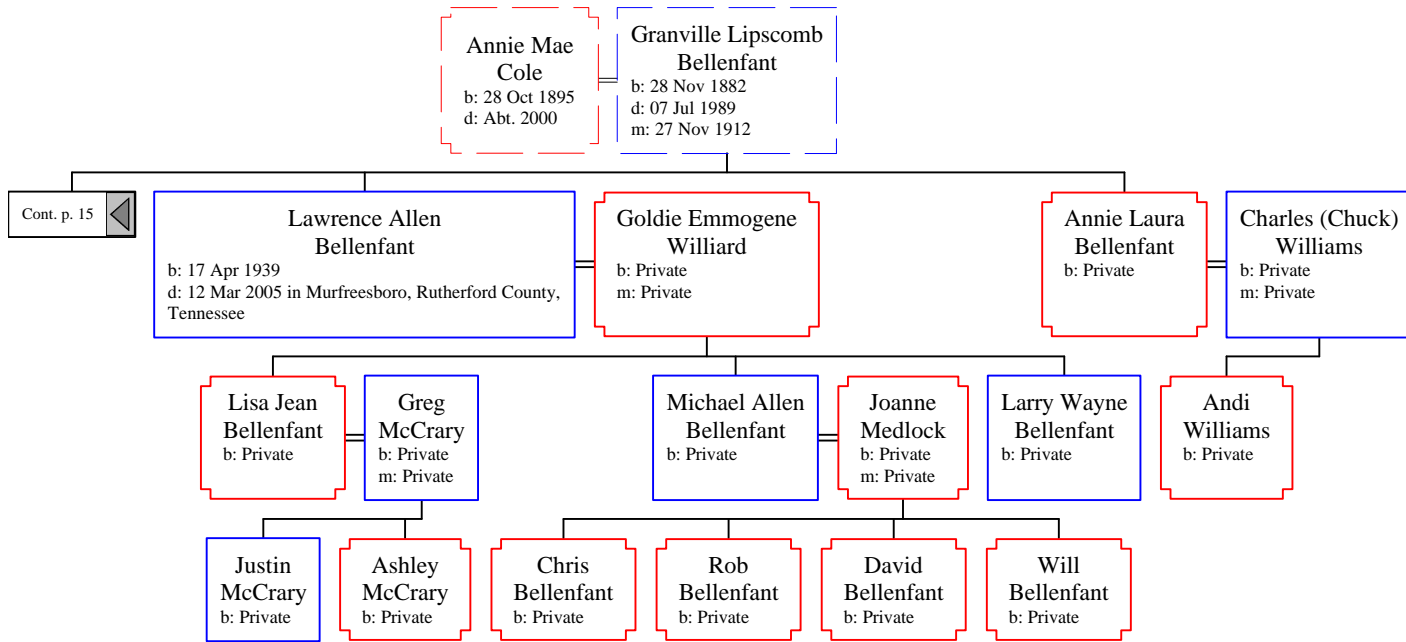 Annie Mae
Cole
b: 28 Oct 1895
d: Abt. 2000
Granville Lipscomb
Bellenfant
b: 28 Nov 1882
d: 07 Jul 1989
m: 27 Nov 1912
Cont. p. 15
Lawrence Allen
Bellenfant
b: 17 Apr 1939
d: 12 Mar 2005 in Murfreesboro, Rutherford County,
Tennessee
Goldie Emmogene
Williard
b: Private
m: Private
Annie Laura
Bellenfant
b: Private
Charles (Chuck)
Williams
b: Private
m: Private
Lisa Jean
Bellenfant
b: Private
Greg
McCrary
b: Private
m: Private
Michael Allen
Bellenfant
b: Private
Joanne
Medlock
b: Private
m: Private
Larry Wayne
Bellenfant
b: Private
Andi
Williams
b: Private
Justin
McCrary
b: Private
Ashley
McCrary
b: Private
Chris
Bellenfant
b: Private
Rob
Bellenfant
b: Private
David
Bellenfant
b: Private
Will
Bellenfant
b: Private